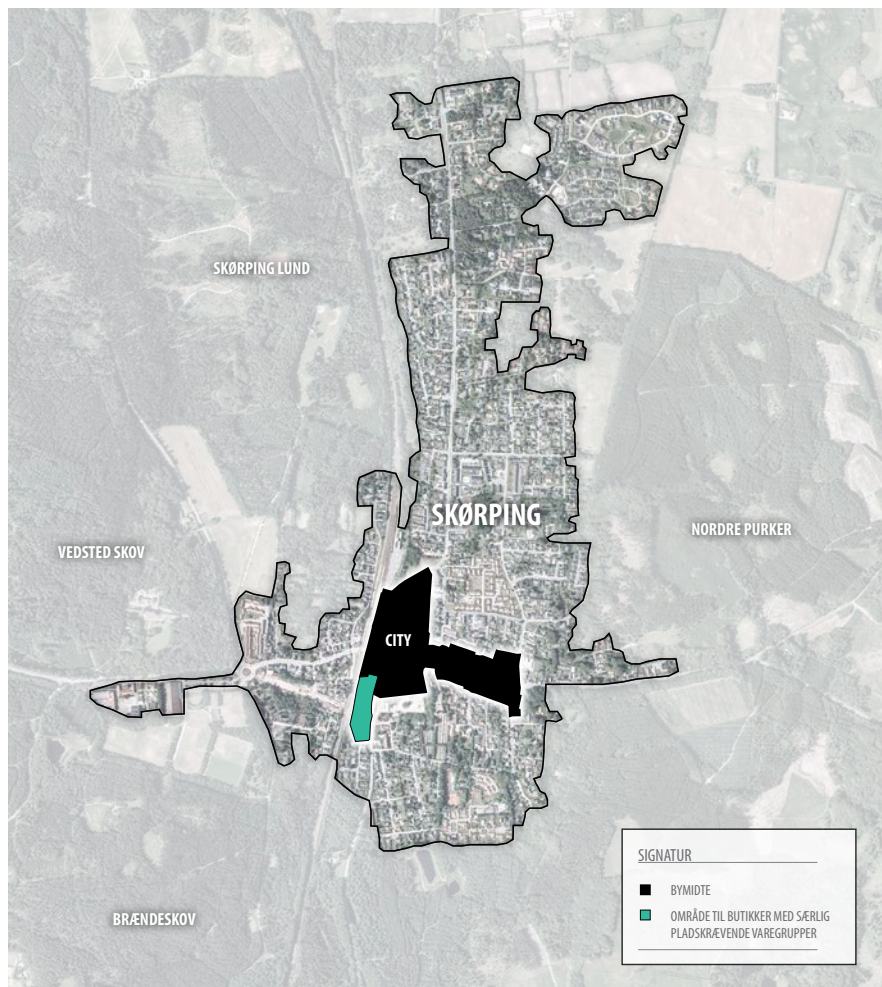 SKØRPING LUND
SKØRPING
NORDRE PURKER
VEDSTED SKOV
CITY
BRÆNDESKOV
SIGNATUR
BYMIDTE
OMRÅDE TIL BUTIKKER MED SÆRLIG
PLADSKRÆVENDE VAREGRUPPER